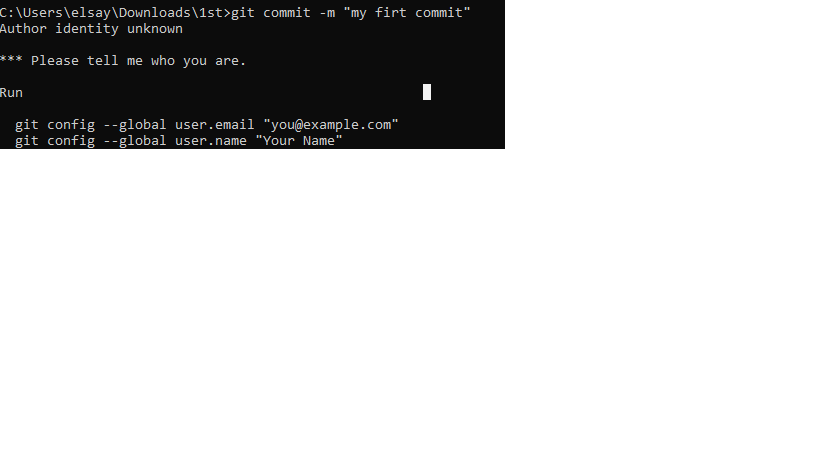 C:\Users\elsay\Downloads\1st>git commit -m "my firt commit"
Author identity unknown
*** Please tell me who you are.
Run
git config --global user.email "you@example.com"
git config --global user.name "Your Name"